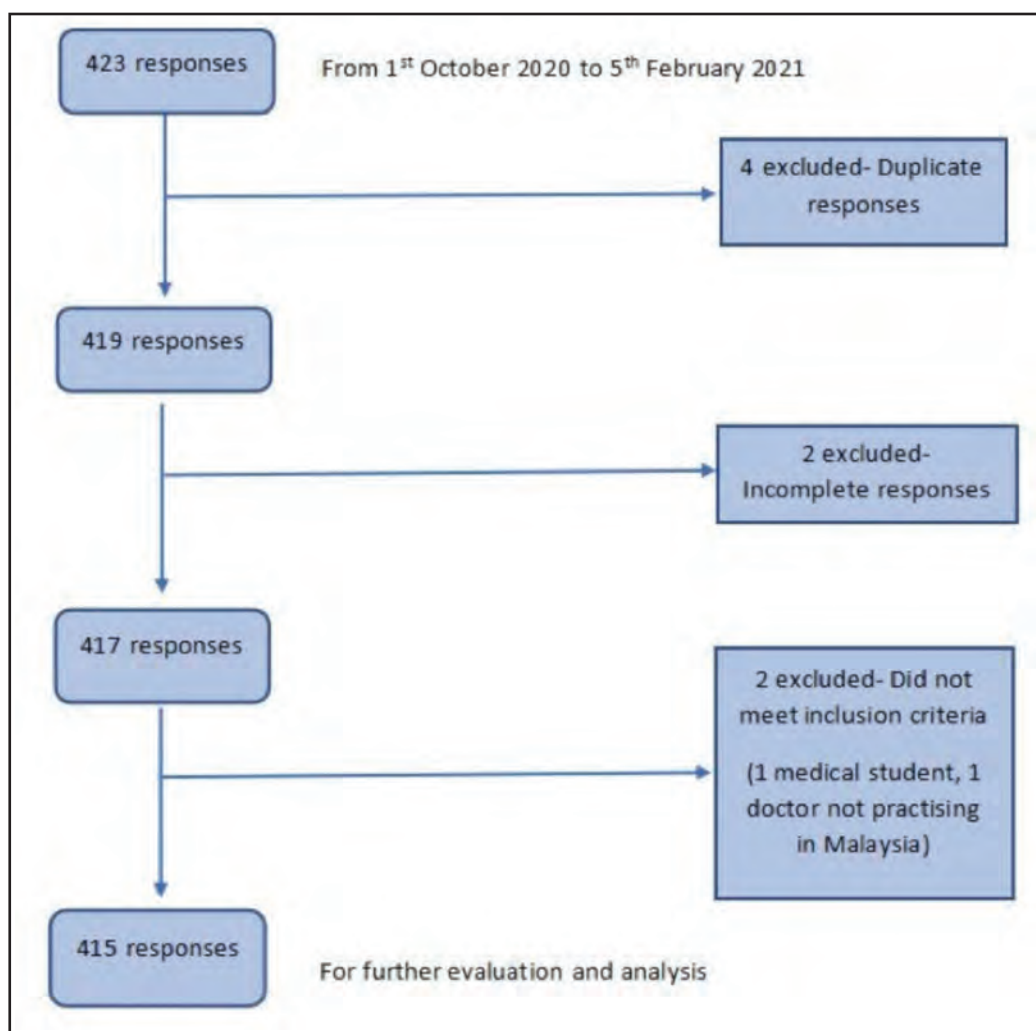 423 responses
From 1st October 2020 to 5th February 2021
4 excluded- Duplicate
responses
419 responses
2 excluded-
Incomplete responses
417 responses
2 excluded- Did not
meet inclusion criteria
(1 medical student, 1
doctor not practising
in Malaysia)
415 responses
For further evaluation and analysis